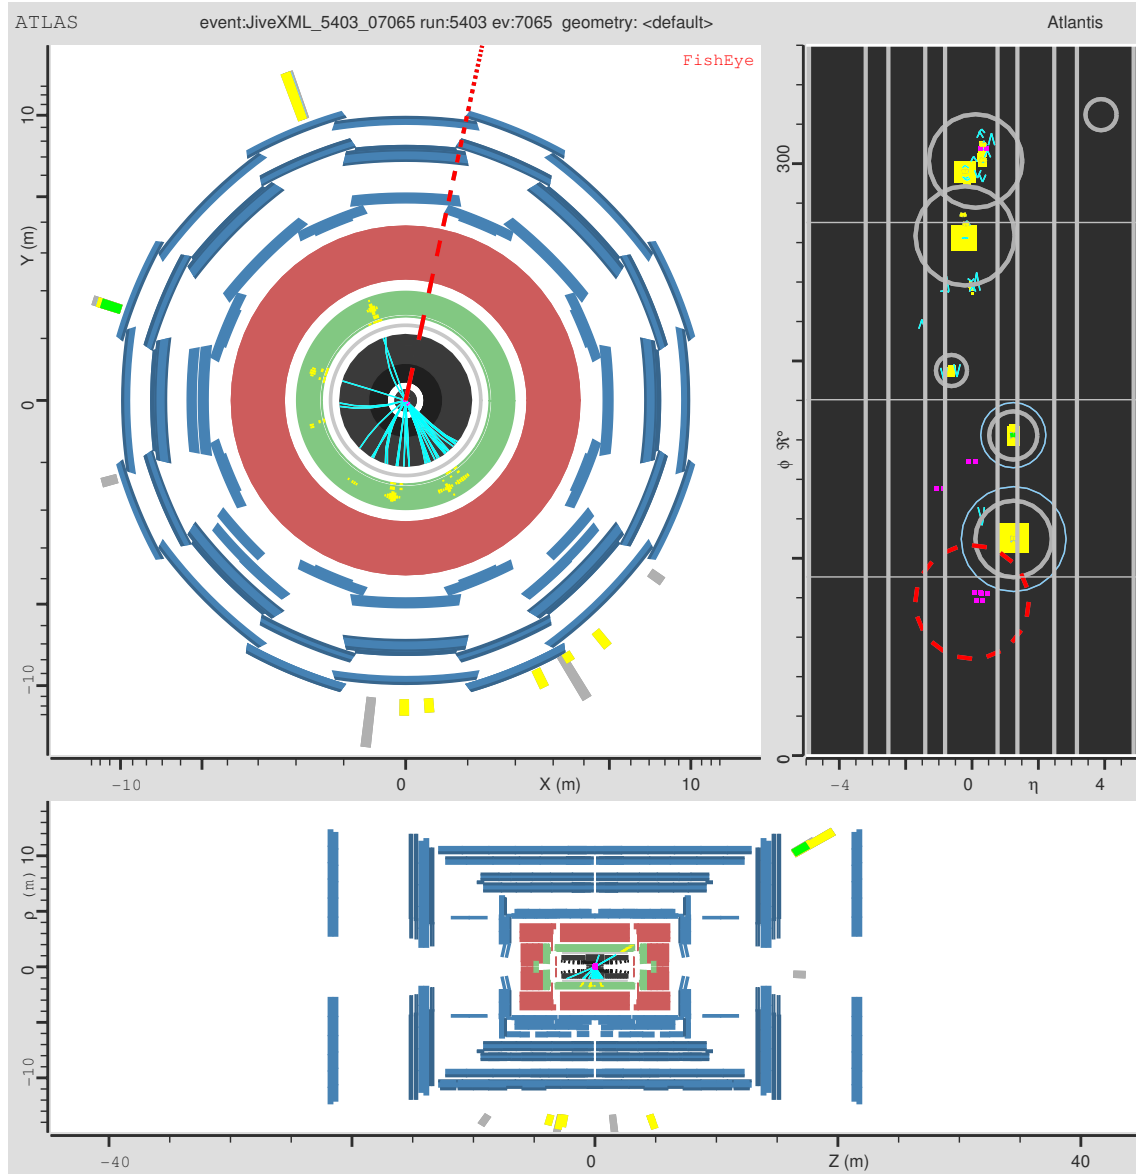 ATLAS event:JiveXML_5403_07065 run:5403 ev:7065 geometry: <default> Atlantis
FishEye
10
Y (m)
0
-10
-10 0 X (m) 10
300
ϕ ℜ°
0
-4 0 η 4
10
ρ (m)
0
-10
-40 0 Z (m) 40